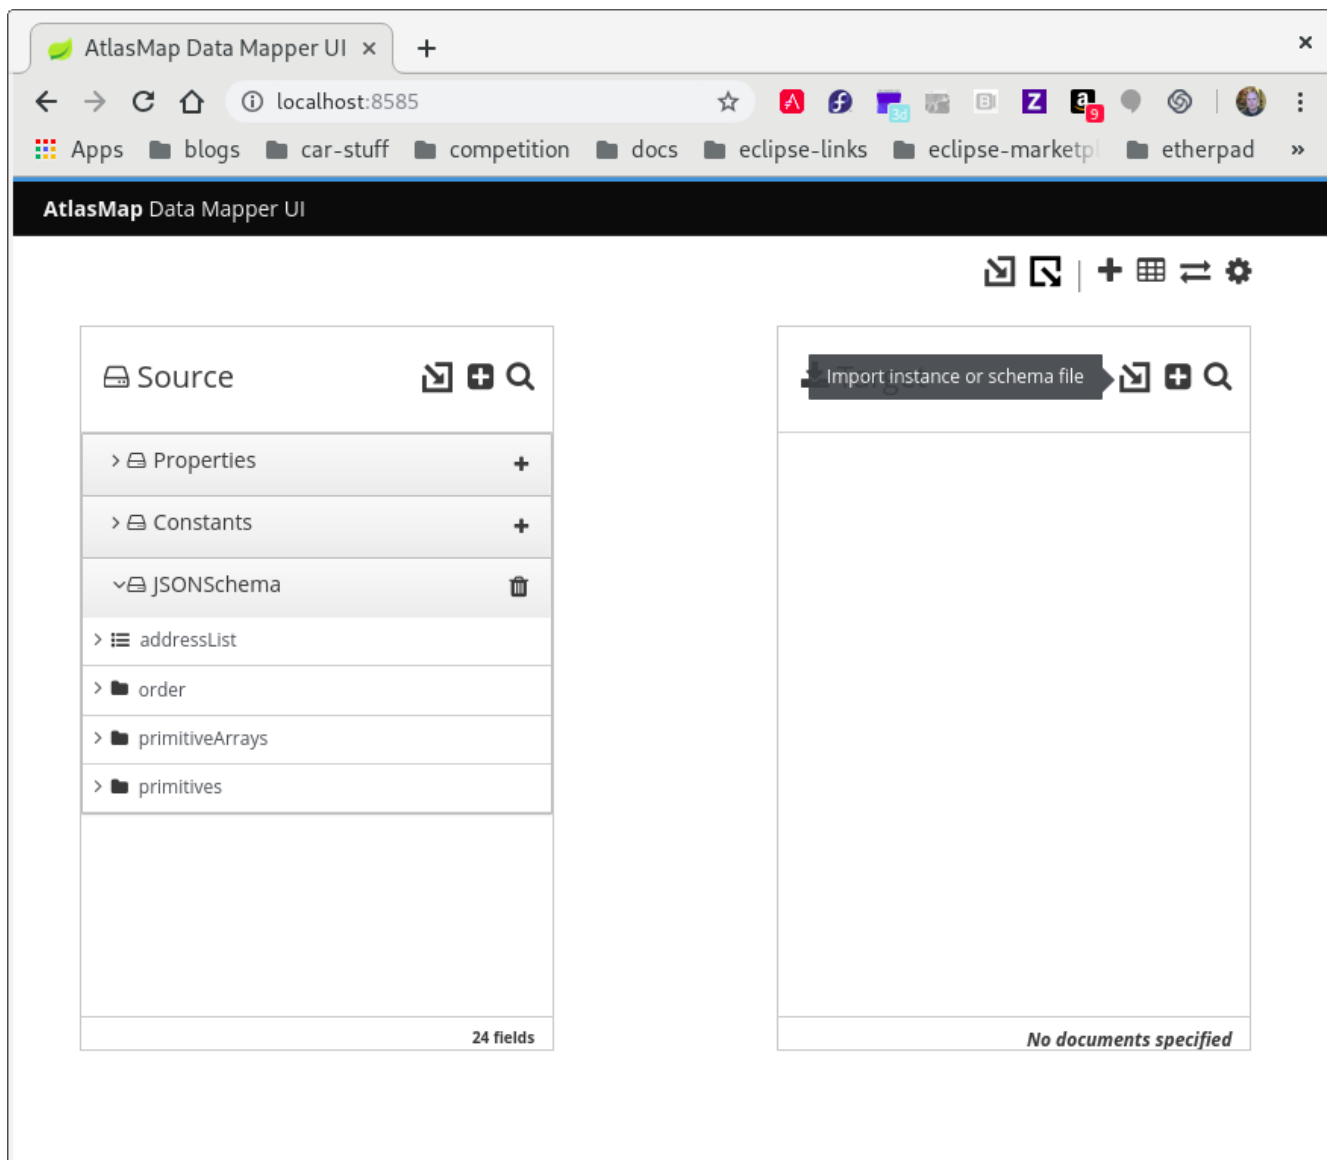 AtlasMap Data Mapper UI
localhost:8585
3d
B
Z
a
9
Apps
blogs
car-stuff
competition
docs
eclipse-links
eclipse-marketpl
etherpad
»
AtlasMap Data Mapper UI
Source
Import instance or schema file
Properties
Constants
JSONSchema
addressList
order
primitiveArrays
primitives
24 fields
No documents specified